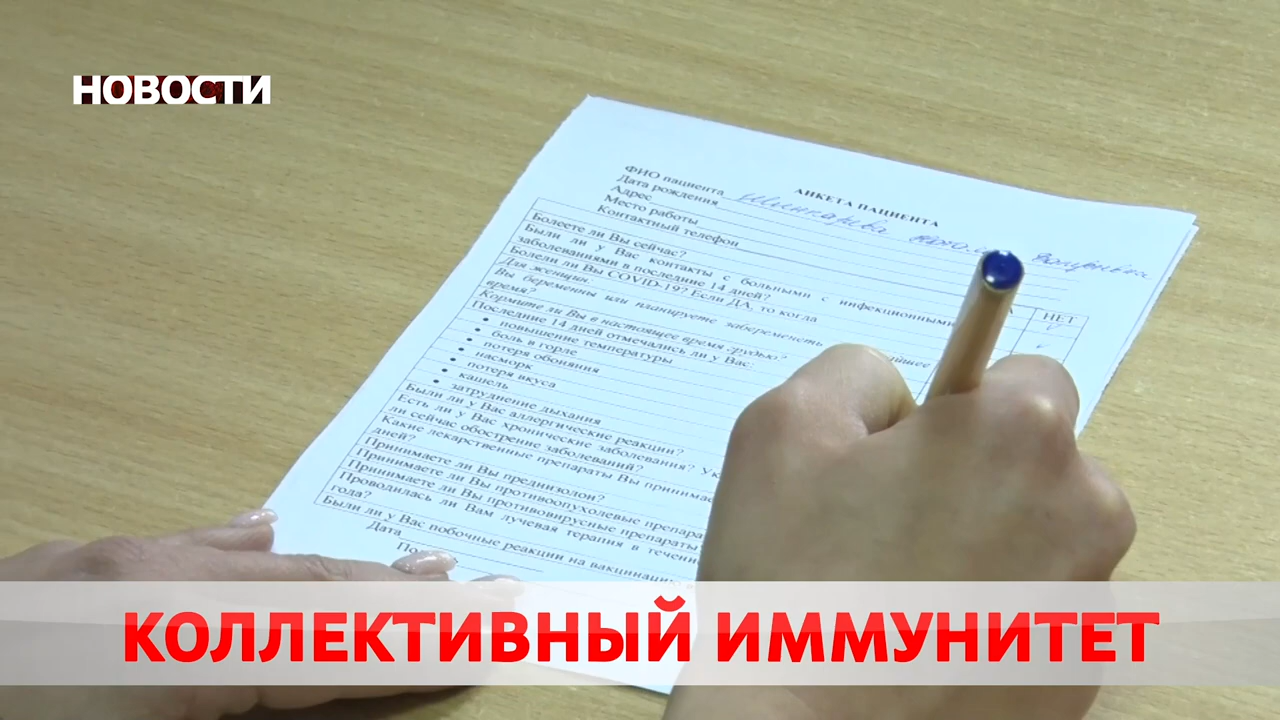 НОВОСТИ
АНКЕТА ПАЦИЕНТА
ФИО пациента
Дата рождения
Адрес
Место работы
Контактный телефон
НЕТ
Болеете ли Вы сейчас?
Были ли у Вас контакты с больными с инфекционными
заболеваниями в последние 14 дней?
Болели ли Вы COVID-19? Если ДА, то когда
Для женщин:
Вы беременны или планируете забеременеть
время?
Кормите ли Вы в настоящее время грудью?
Последние 14 дней отмечались ли у Вас:
• повышение температуры
• боль в горле
• потеря обоняния
• насморк
• потеря вкуса
• кашель
• затруднение дыхания
Были ли у Вас аллергические реакции?
Есть ли у Вас хронические заболевания?
ли сейчас обострение заболеваний?
Какие лекарственные препараты Вы
дней?
Принимаете ли Вы преднизолон?
Принимаете ли Вы противоопухолевые
Принимаете ли Вы противовирусные препараты
Проводилась ли Вам лучевая терапия в
года?
Были ли у Вас побочные реакции на
Дата
КОЛЛЕКТИВНЫЙ ИММУНИТЕТ